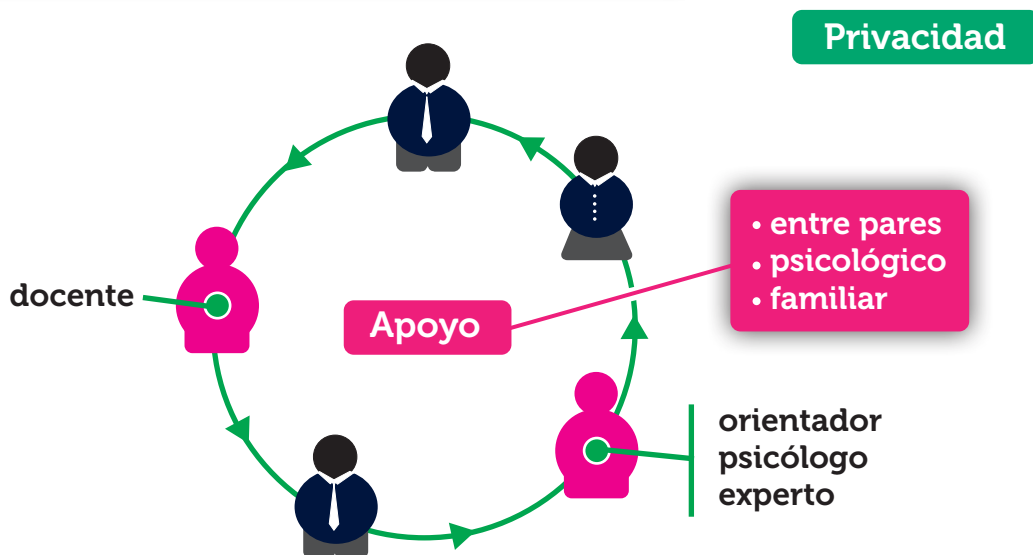 Privacidad
• entre pares
• psicológico
• familiar
docente
Apoyo
orientador
psicólogo
experto